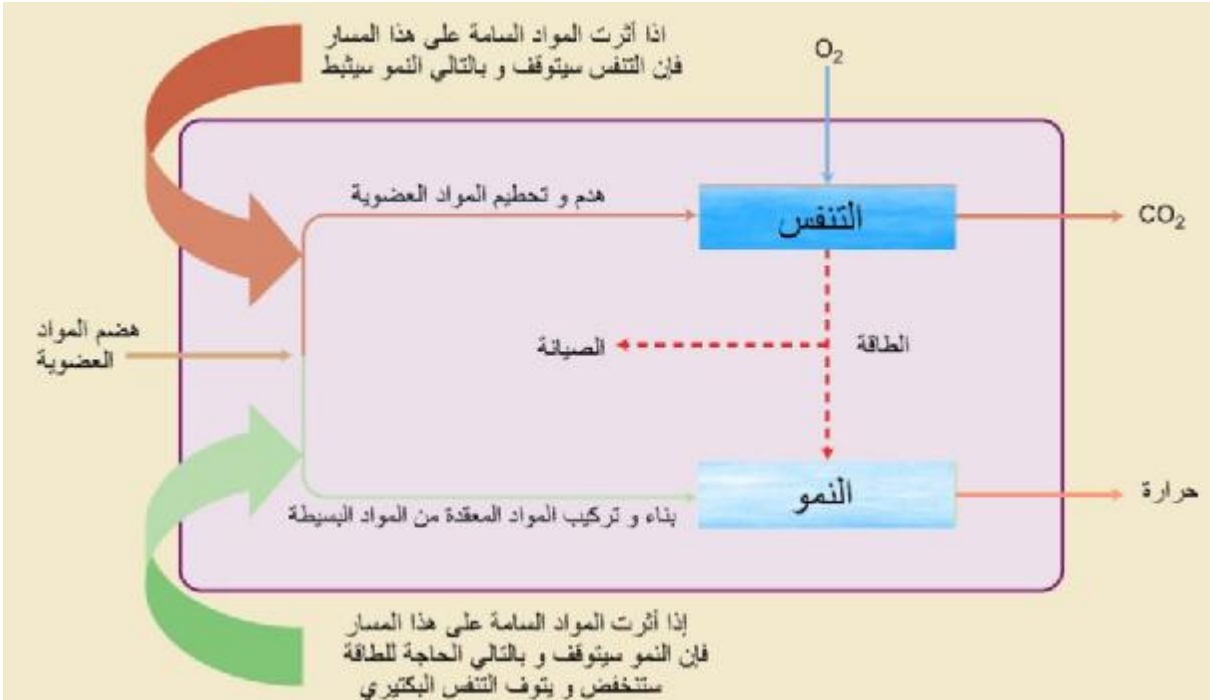 اذا أثرت المواد السامة على هذا المسار
فإن التنفس سيتوقف و بالتالي النمو سيثبط
O₂
هدم و تحطيم المواد العضوية
التنفس
CO₂
هضم المواد
العضوية
الصيانة
الطاقة
النمو
حرارة
بناء و تركيب المواد المعقدة من المواد البسيطة
إذا أثرت المواد السامة على هذا المسار
فإن النمو سيتوقف و بالتالي الحاجة للطاقة
ستنخفض و يتوف التنفس البكتيري